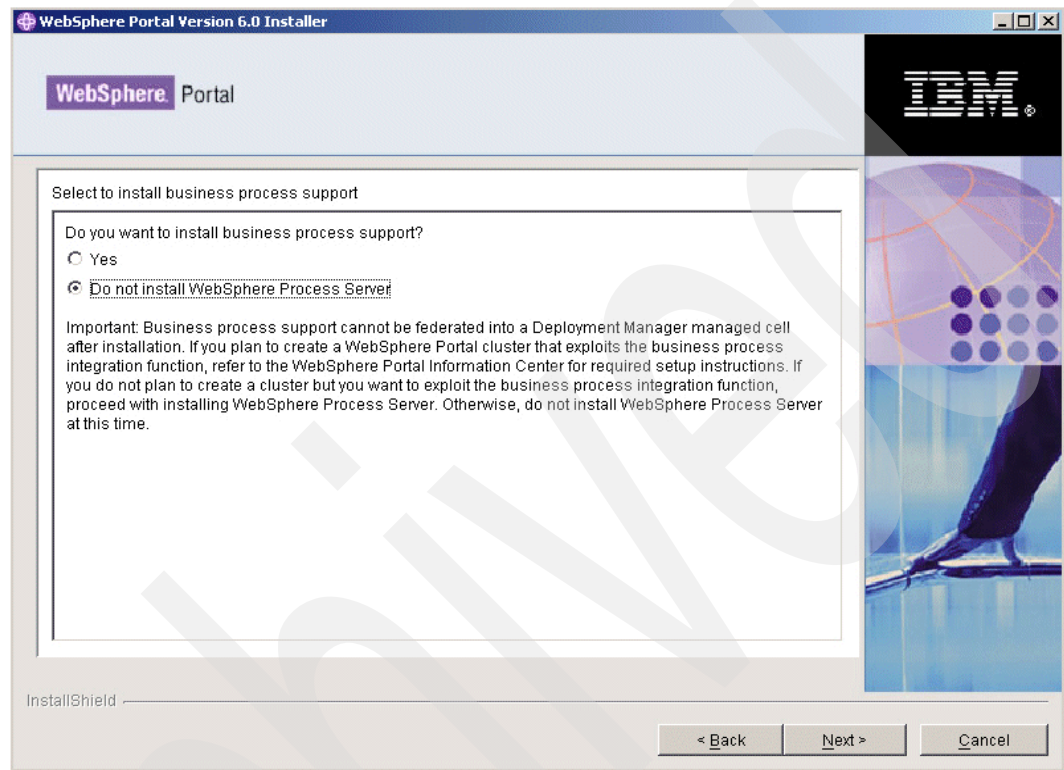 WebSphere Portal Version 6.0 Installer
WebSphere. Portal
IBM®
Select to install business process support
Do you want to install business process support?
Yes
Do not install WebSphere Process Server
Important: Business process support cannot be federated into a Deployment Manager managed cell
after installation. If you plan to create a WebSphere Portal cluster that exploits the business process
integration function, refer to the WebSphere Portal Information Center for required setup instructions. If
you do not plan to create a cluster but you want to exploit the business process integration function,
proceed with installing WebSphere Process Server. Otherwise, do not install WebSphere Process Server
at this time.
InstallShield
< Back Next > Cancel